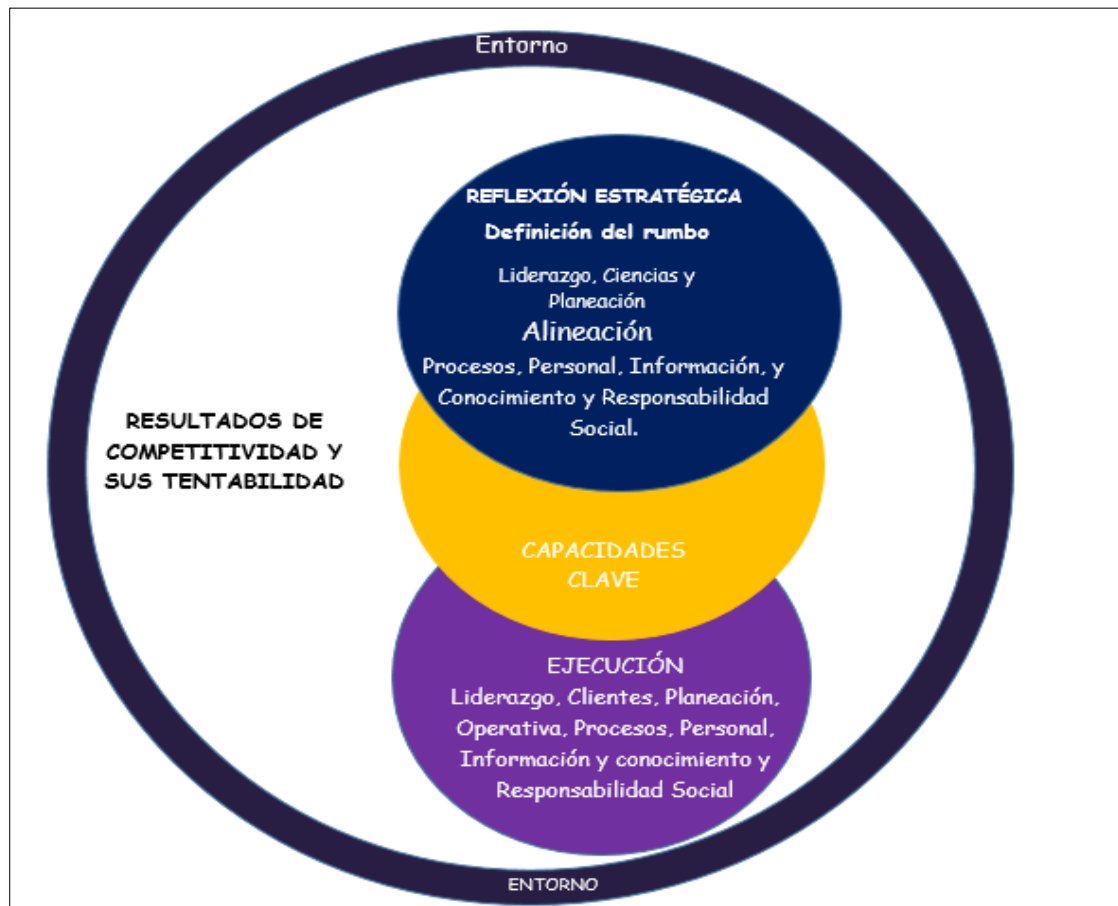 Entorno
REFLEXIÓN ESTRATÉGICA
Definición del rumbo
Liderazgo, Ciencias y
Planeación
Alineación
Procesos, Personal, Información, y
Conocimiento y Responsabilidad
Social.
RESULTADOS DE
COMPETITIVIDAD Y
SUS TENTABILIDAD
CAPACIDADES
CLAVE
EJECUCIÓN
Liderazgo, Clientes, Planeación,
Operativa, Procesos, Personal,
Información y conocimiento y
Responsabilidad Social
ENTORNO